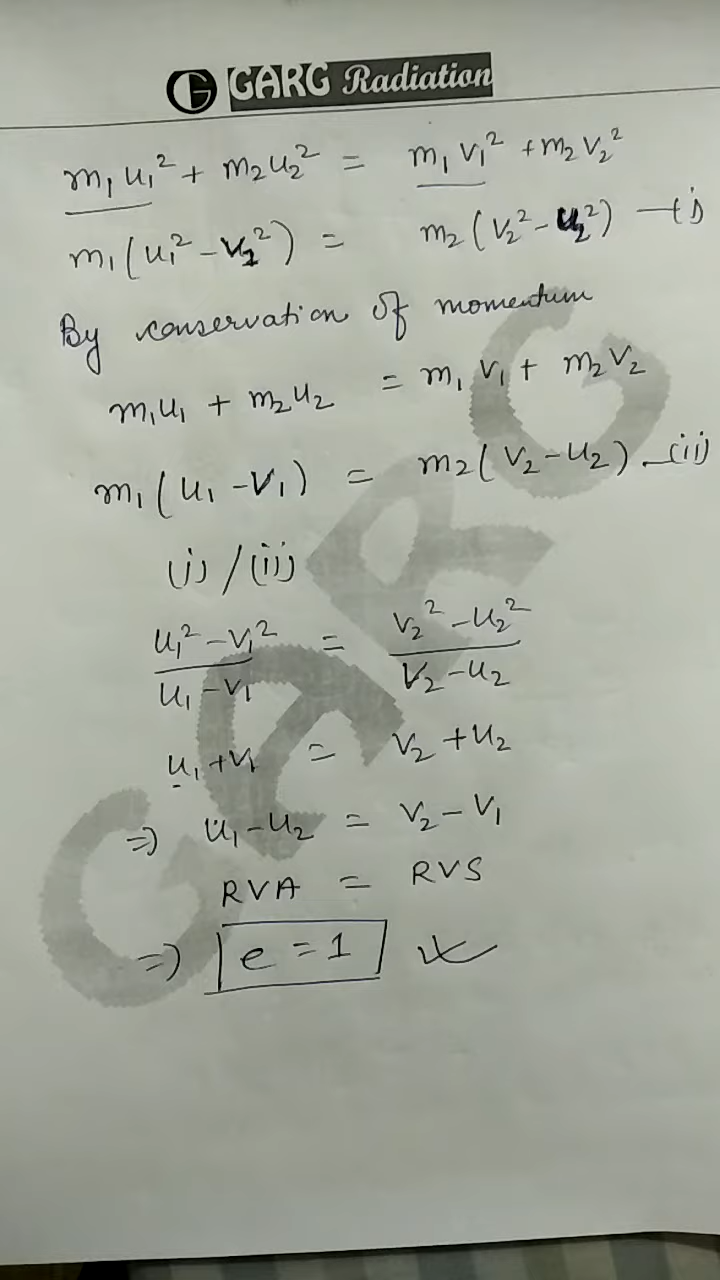 G GARG Radiation
m₁u₁² + m₂u₂² = m₁v₁² + m₂v₂²
m₁(u₁² - v₁²) = m₂(v₂² - u₂²) —(i)
By conservation of momentum
m₁u₁ + m₂u₂ = m₁v₁ + m₂v₂
m₁(u₁ - v₁) = m₂(v₂ - u₂) —(ii)
(i) / (ii)
(u₁² - v₁²)/(u₁ - v₁) = (v₂² - u₂²)/(v₂ - u₂)
u₁ + v₁ = v₂ + u₂
⇒ u₁ - u₂ = v₂ - v₁
RVA = RVS
⇒ e = 1
GARG